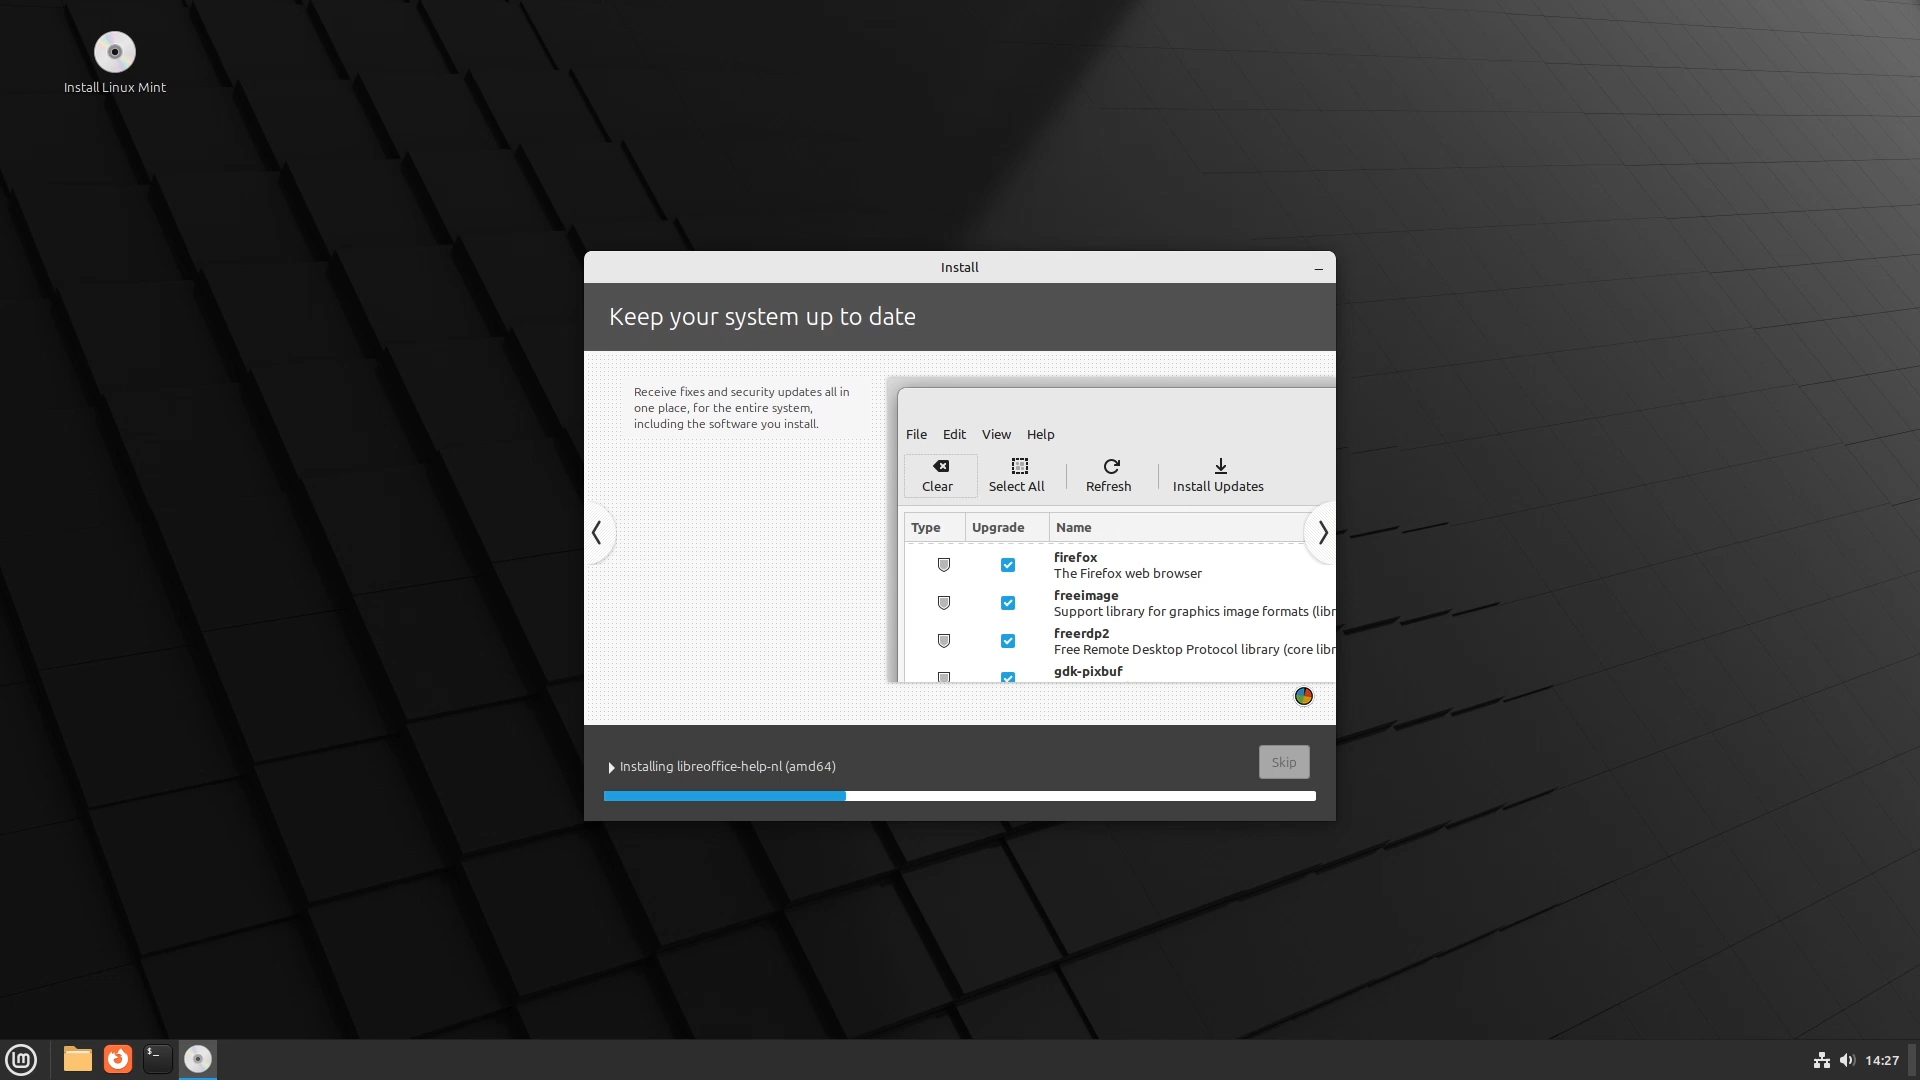 Install Linux Mint
Install
Keep your system up to date
Receive fixes and security updates all in
one place, for the entire system,
including the software you install.
File Edit View Help
Clear Select All Refresh Install Updates
Type Upgrade Name
firefox
The Firefox web browser
freeimage
Support library for graphics image formats (libr
freerdp2
Free Remote Desktop Protocol library (core libr
gdk-pixbuf
Installing libreoffice-help-nl (amd64)
Skip
$_
14:27